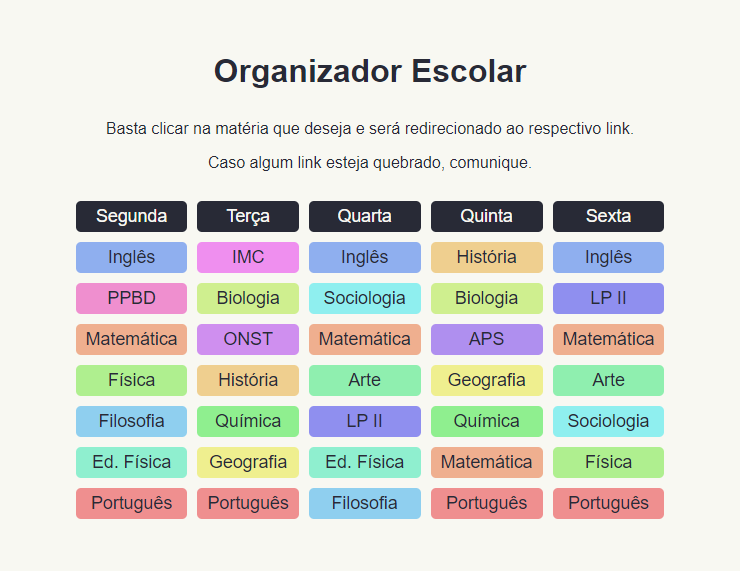 Organizador Escolar
Basta clicar na matéria que deseja e será redirecionado ao respectivo link.
Caso algum link esteja quebrado, comunique.
Segunda Terça Quarta Quinta Sexta
Inglês IMC Inglês História Inglês
PPBD Biologia Sociologia Biologia LP II
Matemática ONST Matemática APS Matemática
Física História Arte Geografia Arte
Filosofia Química LP II Química Sociologia
Ed. Física Geografia Ed. Física Matemática Física
Português Português Filosofia Português Português